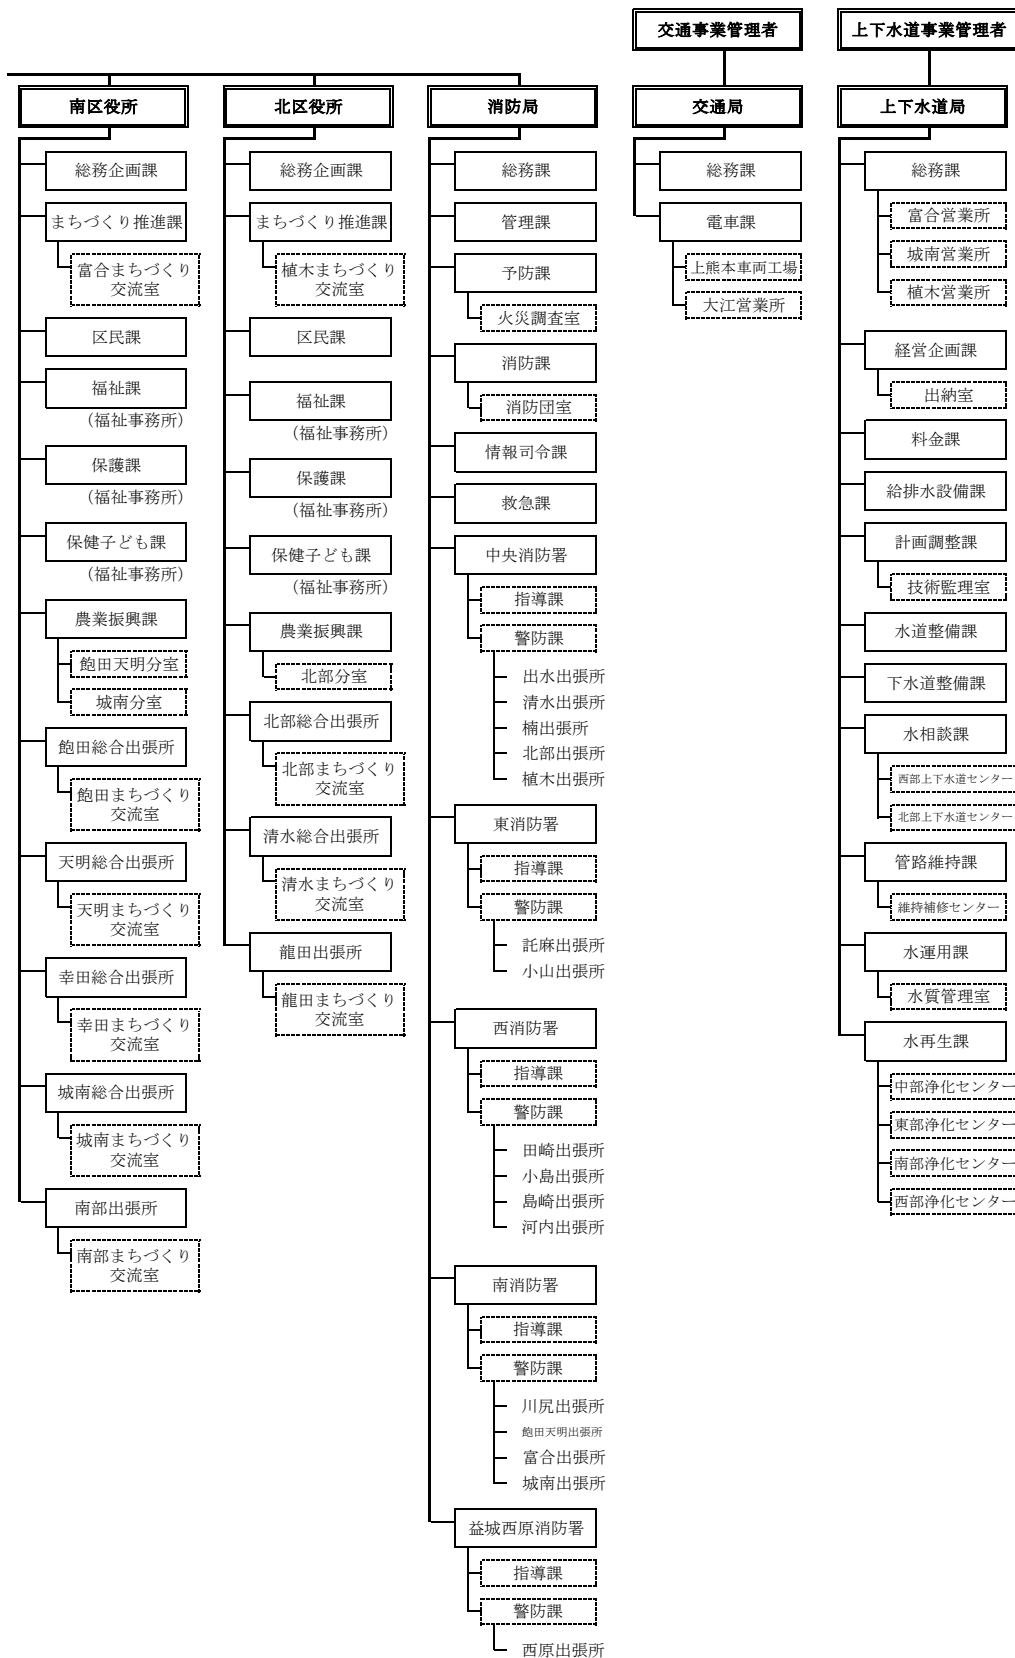 交通事業管理者
上下水道事業管理者
南区役所
総務企画課
まちづくり推進課
富合まちづくり
交流室
区民課
福祉課
(福祉事務所)
保護課
(福祉事務所)
保健子ども課
(福祉事務所)
農業振興課
飽田天明分室
城南分室
飽田総合出張所
飽田まちづくり
交流室
天明総合出張所
天明まちづくり
交流室
幸田総合出張所
幸田まちづくり
交流室
城南総合出張所
城南まちづくり
交流室
南部出張所
南部まちづくり
交流室
北区役所
総務企画課
まちづくり推進課
植木まちづくり
交流室
区民課
福祉課
(福祉事務所)
保護課
(福祉事務所)
保健子ども課
(福祉事務所)
農業振興課
北部分室
北部総合出張所
北部まちづくり
交流室
清水総合出張所
清水まちづくり
交流室
龍田出張所
龍田まちづくり
交流室
消防局
総務課
管理課
予防課
火災調査室
消防課
消防団室
情報司令課
救急課
中央消防署
指導課
警防課
出水出張所
清水出張所
楠出張所
北部出張所
植木出張所
東消防署
指導課
警防課
託麻出張所
小山出張所
西消防署
指導課
警防課
田崎出張所
小島出張所
島崎出張所
河内出張所
南消防署
指導課
警防課
川尻出張所
飽田天明出張所
富合出張所
城南出張所
益城西原消防署
指導課
警防課
西原出張所
交通局
総務課
電車課
上熊本車両工場
大江営業所
上下水道局
総務課
富合営業所
城南営業所
植木営業所
経営企画課
出納室
料金課
給排水設備課
計画調整課
技術監理室
水道整備課
下水道整備課
水相談課
西部上下水道センター
北部上下水道センター
管路維持課
維持補修センター
水運用課
水質管理室
水再生課
中部浄化センター
東部浄化センター
南部浄化センター
西部浄化センター